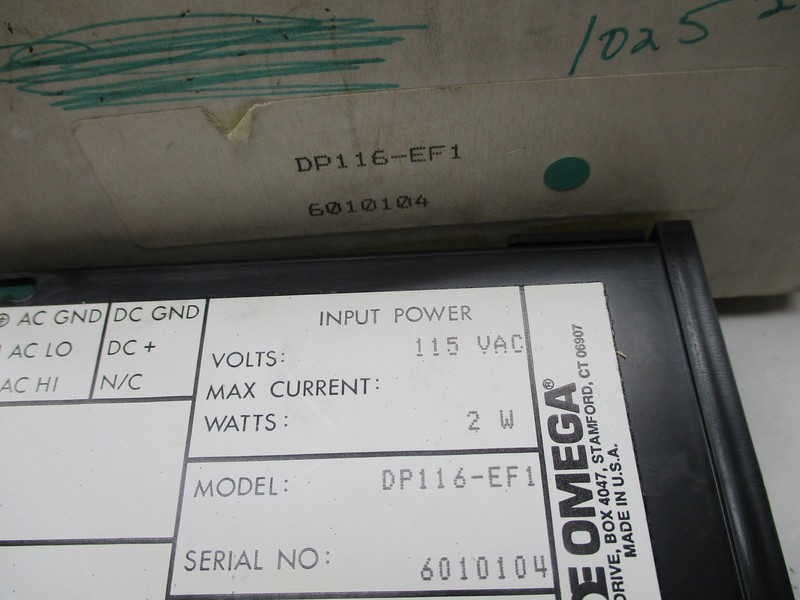 1025
DP116-EF1
6010104
AC GND
DC GND
AC LO
DC +
AC HI
N/C
INPUT POWER
VOLTS: 115 VAC
MAX CURRENT:
WATTS: 2 W
MODEL: DP116-EF1
SERIAL NO: 6010104
OMEGA®
DRIVE, BOX 4047, STAMFORD, CT 06907
MADE IN U.S.A.